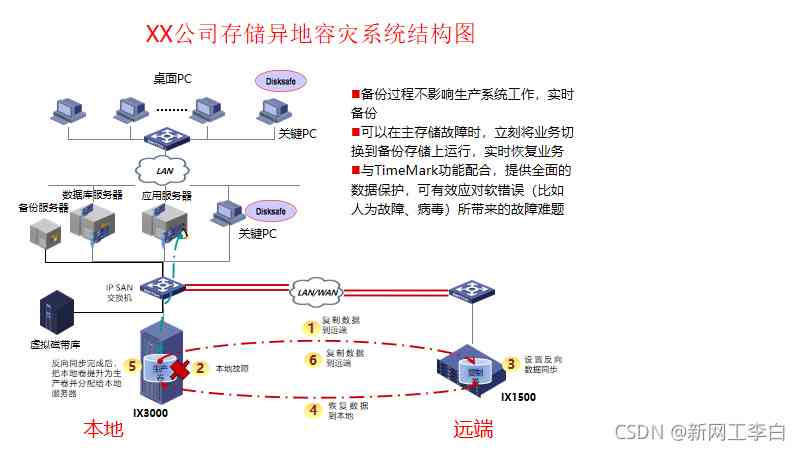 XX公司存储异地容灾系统结构图
桌面PC
Disksafe
关键PC
LAN
■备份过程不影响生产系统工作，实时
备份
■可以在主存储故障时，立刻将业务切
换到备份存储上运行，实时恢复业务
■与TimeMark功能配合，提供全面的
数据保护，可有效应对软错误（比如
人为故障、病毒）所带来的故障难题
备份服务器
数据库服务器
应用服务器
Disksafe
关键PC
IP SAN
交换机
LAN/WAN
虚拟磁带库
1 复制数据
到远端
6 复制数据
到远端
反向同步完成后，
把本地卷提升为生
产卷并分配给本地
服务器
5
生产
卷
2 本地故障
复制
卷
3 设置反向
数据同步
4 恢复数据
到本地
IX3000
IX1500
本地
远端
CSDN @新网工李白